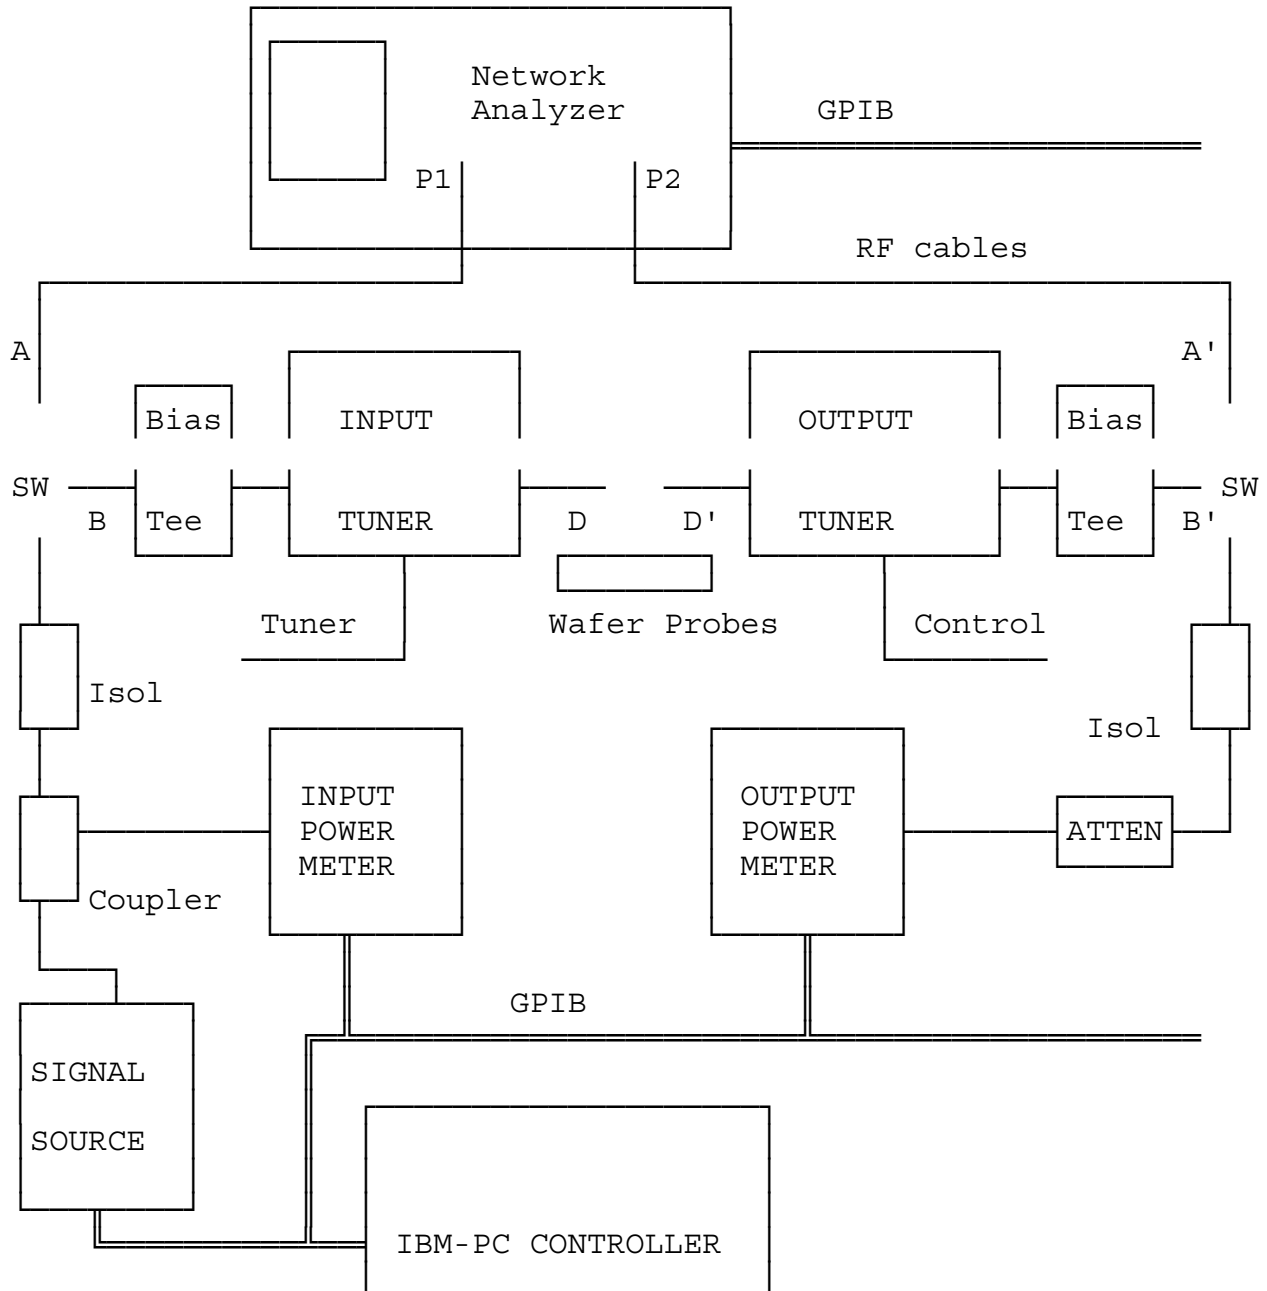 Network
Analyzer
GPIB
P1
P2
RF cables
A
A'
Bias
INPUT
OUTPUT
Bias
SW
SW
B
Tee
TUNER
D
D'
TUNER
Tee
B'
Tuner
Wafer Probes
Control
Isol
Isol
INPUT
POWER
METER
OUTPUT
POWER
METER
ATTEN
Coupler
GPIB
SIGNAL
SOURCE
IBM-PC CONTROLLER